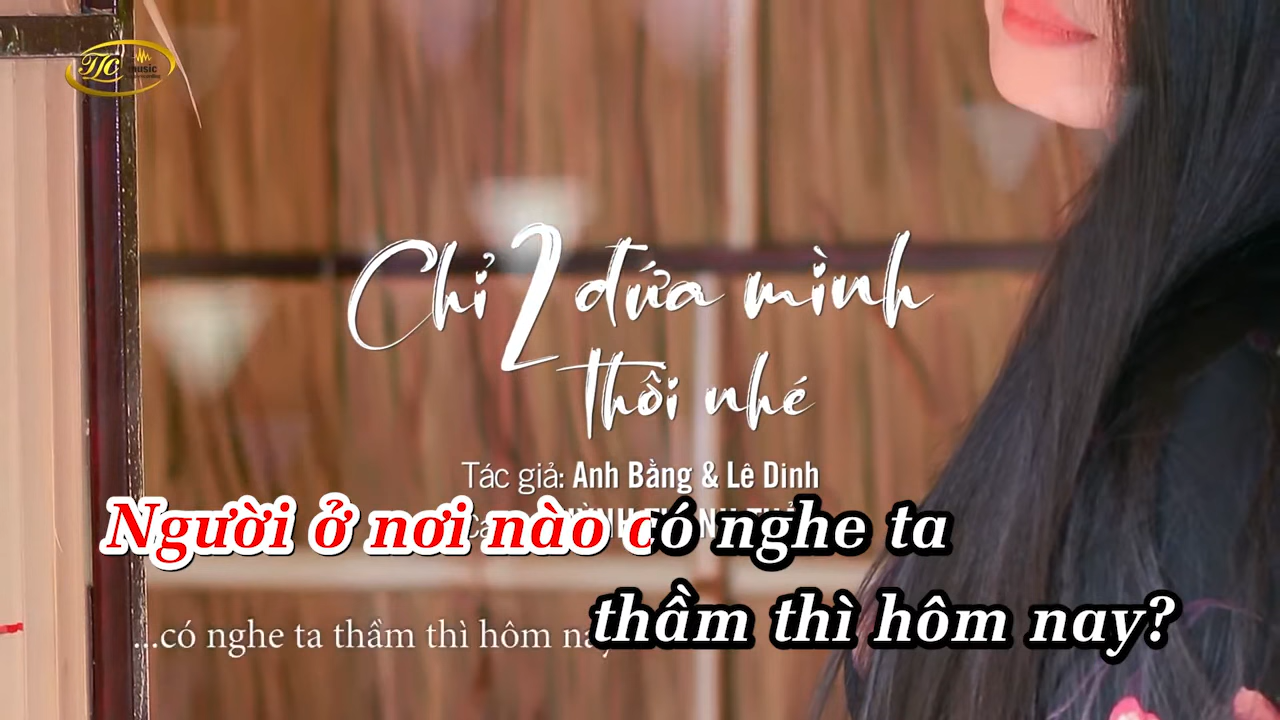 TJC music
Chỉ 2 đứa mình
thôi nhé
Tác giả: Anh Bằng & Lê Dinh
Người ở nơi nào có nghe ta
thầm thì hôm nay?
...có nghe ta thầm thì hôm nay